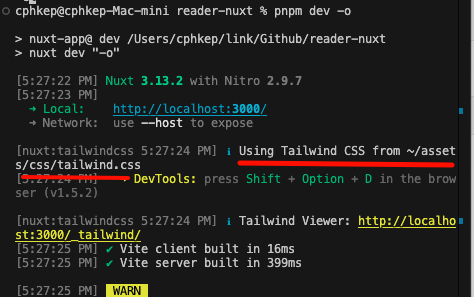 cphkep@cphkep-Mac-mini reader-nuxt % pnpm dev -o
> nuxt-app@ dev /Users/cphkep/link/Github/reader-nuxt
> nuxt dev "-o"
[5:27:22 PM] Nuxt 3.13.2 with Nitro 2.9.7
[5:27:23 PM]
➜ Local: http://localhost:3000/
➜ Network: use --host to expose
[nuxt:tailwindcss 5:27:24 PM] ℹ Using Tailwind CSS from ~/asset
s/css/tailwind.css
[5:27:24 PM] DevTools: press Shift + Option + D in the brow
ser (v1.5.2)
[nuxt:tailwindcss 5:27:24 PM] ℹ Tailwind Viewer: http://localho
st:3000/_tailwind/
[5:27:25 PM] ✔ Vite client built in 16ms
[5:27:25 PM] ✔ Vite server built in 399ms
[5:27:25 PM] WARN